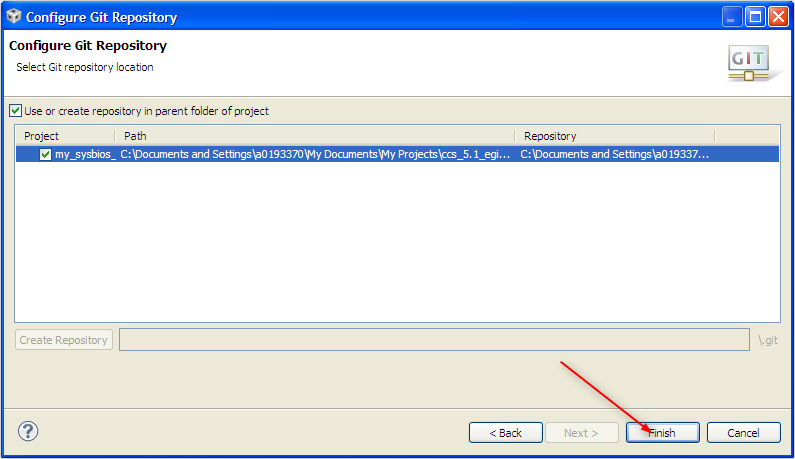 Configure Git Repository
Configure Git Repository
Select Git repository location
GIT
Use or create repository in parent folder of project
Project Path Repository
my_sysbios_ C:\Documents and Settings\a0193370\My Documents\My Projects\ccs_5.1_egi... C:\Documents and Settings\a019337...
Create Repository \.git
?
< Back Next > Finish Cancel